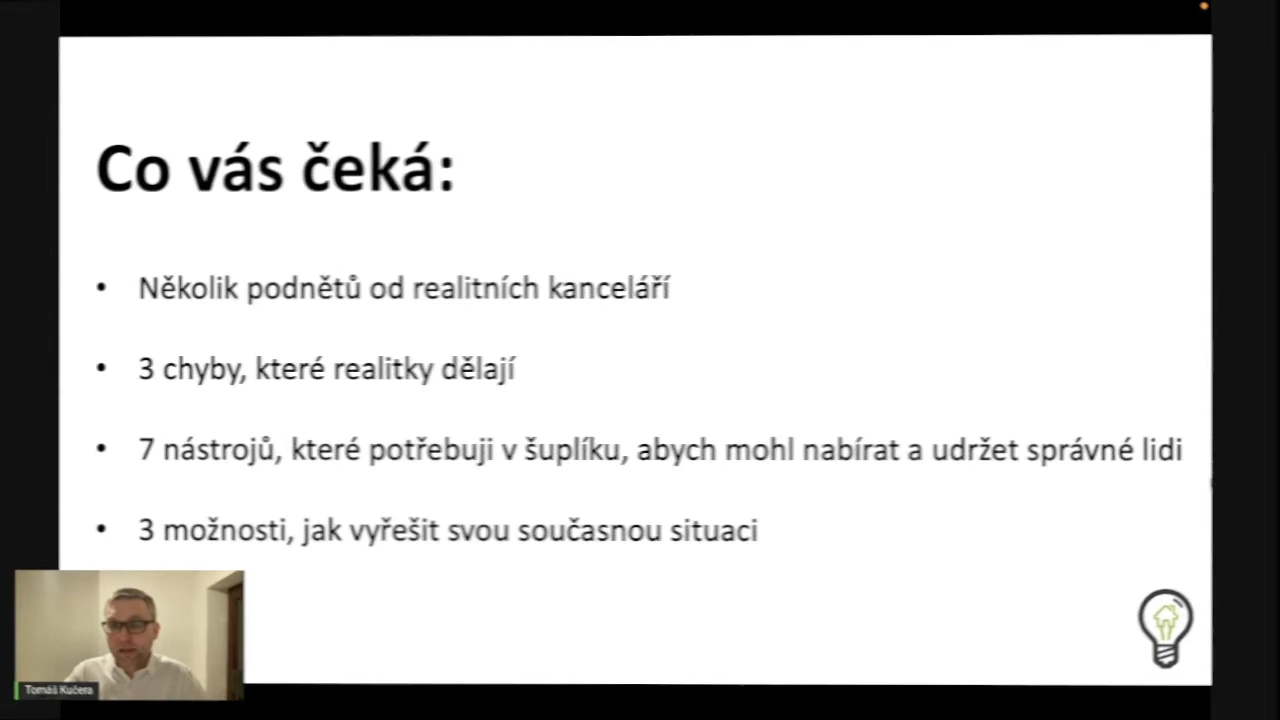 Co vás čeká:
• Několik podnětů od realitních kanceláří
• 3 chyby, které realitky dělají
• 7 nástrojů, které potřebuji v šuplíku, abych mohl nabírat a udržet správné lidi
• 3 možnosti, jak vyřešit svou současnou situaci
Tomáš Kučera